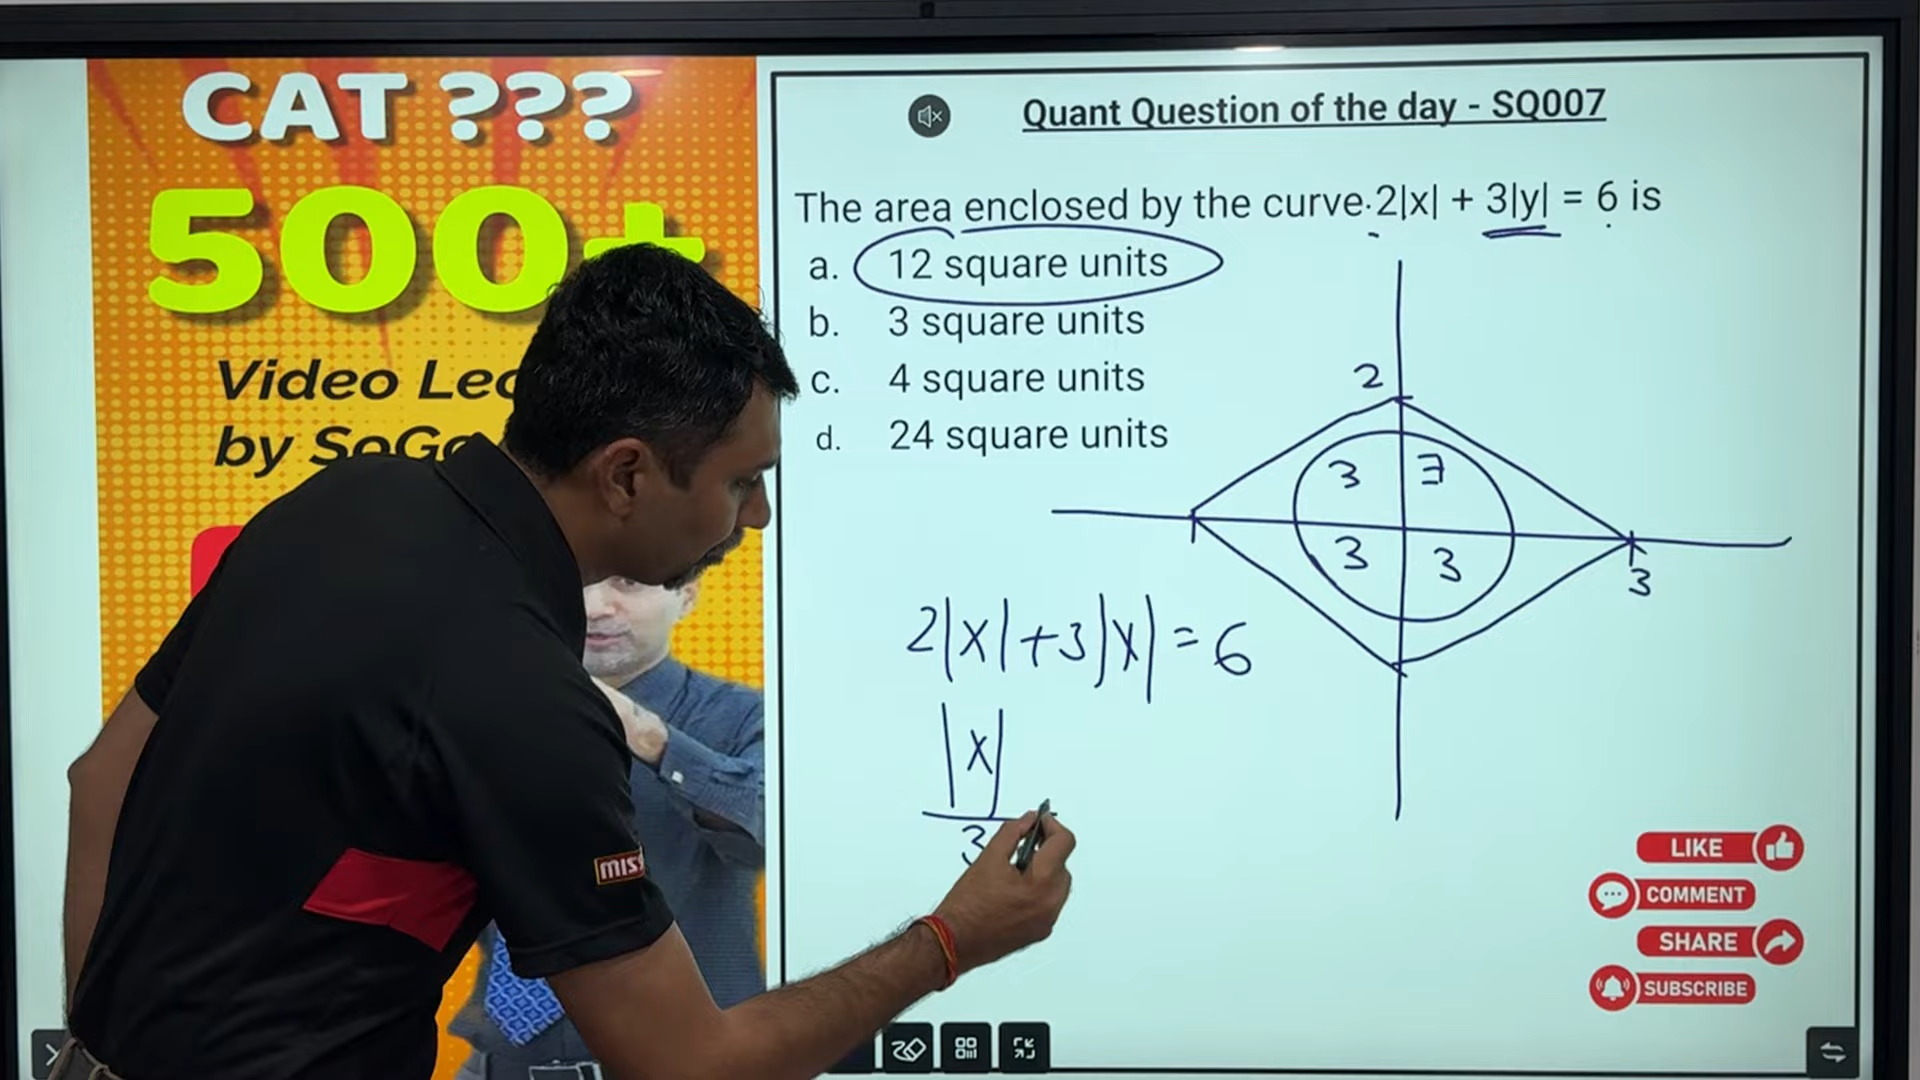 CAT ???
500+
Video Lec
by SoGo
Quant Question of the day - SQ007
The area enclosed by the curve 2|x| + 3|y| = 6 is
a. 12 square units
b. 3 square units
c. 4 square units
d. 24 square units
2
3 3
3 3
3
2|x|+3|x|=6
|x|
3
MIS
LIKE
COMMENT
SHARE
SUBSCRIBE